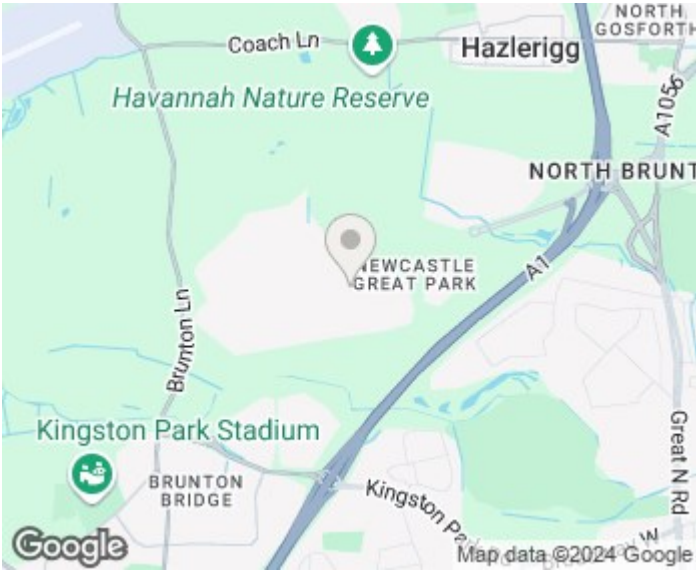 NORTH
GOSFORTH
Coach Ln
Hazlerigg
Havannah Nature Reserve
A1056
NORTH BRUNT
NEWCASTLE
GREAT PARK
A1
Brunton Ln
Kingston Park Stadium
BRUNTON
BRIDGE
Kingston Park
Great N Rd
W
Google
Map data ©2024 Google